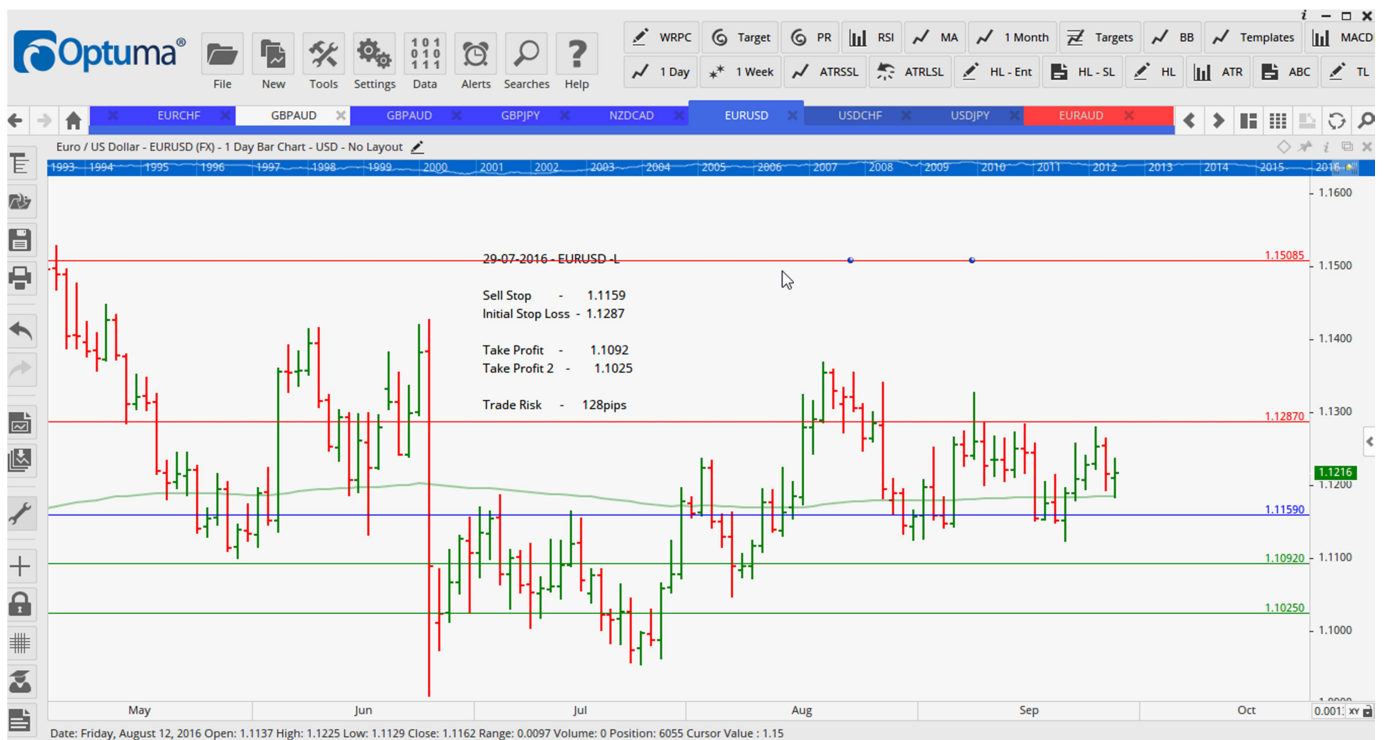 Optuma®
File
New
Tools
Settings
101
010
111
Data
Alerts
Searches
Help
WRPC
Target
PR
RSI
MA
1 Month
Targets
BB
Templates
MACD
1 Day
1 Week
ATRSSL
ATRLSL
HL - Ent
HL - SL
HL
ATR
ABC
TL
EURCHF
GBPAUD
GBPAUD
GBPJPY
NZDCAD
EURUSD
USDCHF
USDJPY
EURAUD
Euro / US Dollar - EURUSD (FX) - 1 Day Bar Chart - USD - No Layout
1993 1994 1995 1996 1997 1998 1999 2000 2001 2002 2003 2004 2005 2006 2007 2008 2009 2010 2011 2012 2013 2014 2015 2016
1.1600
29-07-2016 - EURUSD -L
1.15085
1.1500
Sell Stop - 1.1159
Initial Stop Loss - 1.1287
1.1400
Take Profit - 1.1092
Take Profit 2 - 1.1025
Trade Risk - 128pips
1.1300
1.12870
1.1216
1.1200
1.11590
1.1100
1.10920
1.10250
1.1000
May Jun Jul Aug Sep Oct
XY
Date: Friday, August 12, 2016 Open: 1.1137 High: 1.1225 Low: 1.1129 Close: 1.1162 Range: 0.0097 Volume: 0 Position: 6055 Cursor Value : 1.15